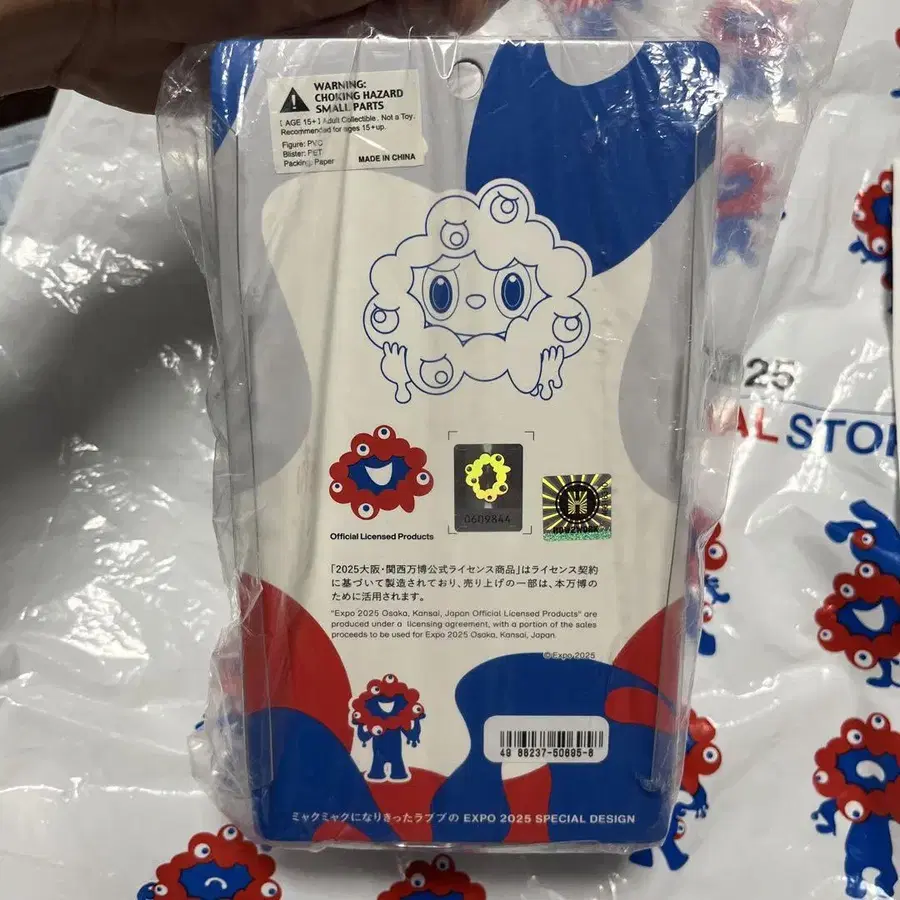 WARNING:
CHOKING HAZARD
SMALL PARTS
[ AGE 15+ ] Adult Collectible . Not a Toy.
Recommended for ages 15+up.
Figure: PVC
Blister: PET
Packing: Paper
MADE IN CHINA
25
AL STOR
0609844
HOW2WORK
Official Licensed Products
「2025大阪・関西万博公式ライセンス商品」はライセンス契約
に基づいて製造されており、売り上げの一部は、本万博の
ために活用されます。
"Expo 2025 Osaka, Kansai, Japan Official Licensed Products" are
produced under a licensing agreement, with a portion of the sales
proceeds to be used for Expo 2025 Osaka, Kansai, Japan.
©Expo 2025
49 88237-50895-8
ミャクミャクになりきったラブブの EXPO 2025 SPECIAL DESIGN